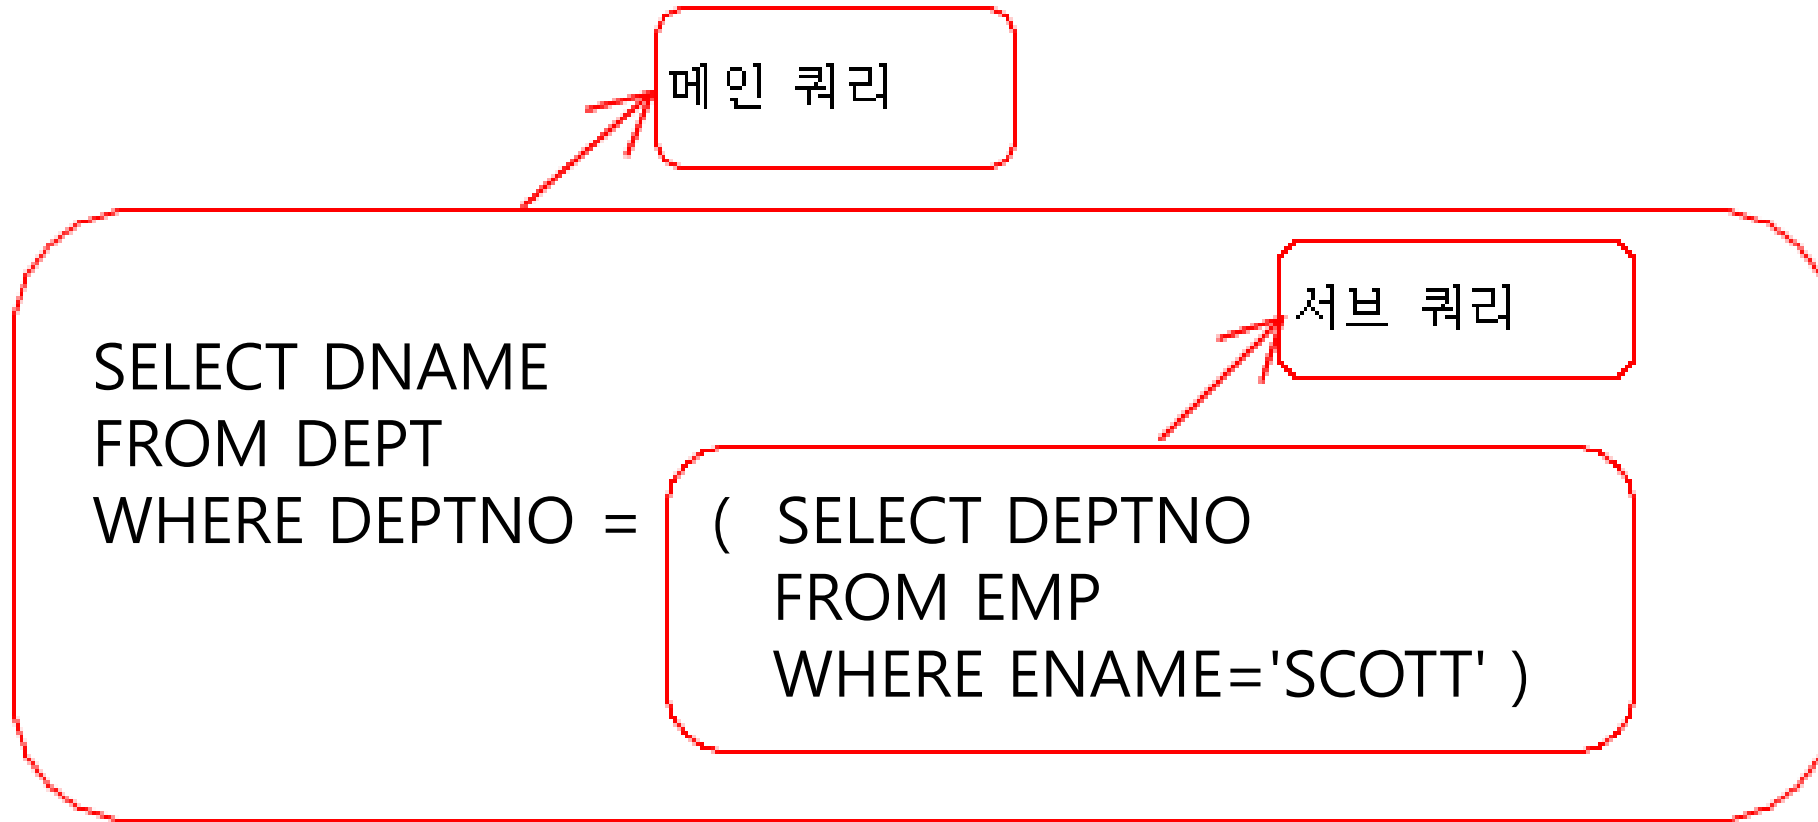 메인 쿼리
서브 쿼리
SELECT DNAME
FROM DEPT
WHERE DEPTNO = ( SELECT DEPTNO
FROM EMP
WHERE ENAME='SCOTT' )